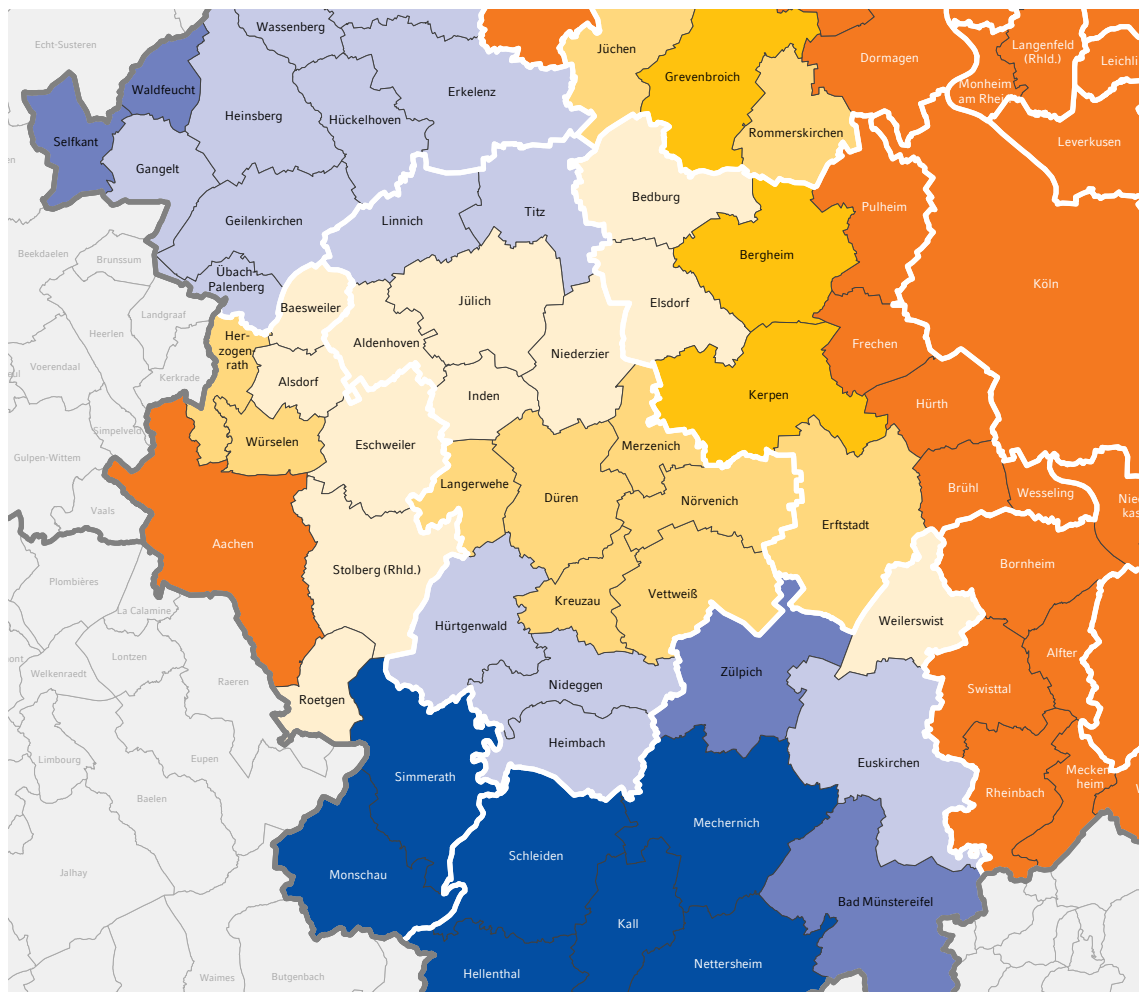 Wassenberg
Echt-Susteren
Jüchen
Grevenbroich
Dormagen
Langenfeld
(Rhld.)
Leichli
Monheim
am Rhein
Waldfeucht
Erkelenz
Heinsberg
Hückelhoven
Rommerskirchen
Leverkusen
Selfkant
Gangelt
Bedburg
Pulheim
Titz
Linnich
Geilenkirchen
Bergheim
Beekdaelen
Brunssum
Übach-
Palenberg
Köln
Jülich
Elsdorf
Baesweiler
Landgraaf
Heerlen
Her-
zogen-
rath
Aldenhoven
Niederzier
Frechen
Voerendaal
Kerkrade
Alsdorf
Inden
Kerpen
Hürth
Simpelveld
Würselen
Eschweiler
Merzenich
Gulpen-Wittem
Langerwehe
Düren
Nörvenich
Brühl
Wesseling
Nied
kas
Vaals
Erftstadt
Aachen
Stolberg (Rhld.)
Bornheim
Plombières
La Calamine
Kreuzau
Vettweiß
Hürtgenwald
Weilerswist
Alfter
Lontzen
Welkenraedt
Raeren
Zülpich
Nideggen
Swisttal
Roetgen
Heimbach
Limbourg
Eupen
Euskirchen
Simmerath
Mecken-
heim
Rheinbach
Baelen
Mechernich
Schleiden
Jalhay
Monschau
Bad Münstereifel
Kall
Nettersheim
Hellenthal
Waimes
Butgenbach